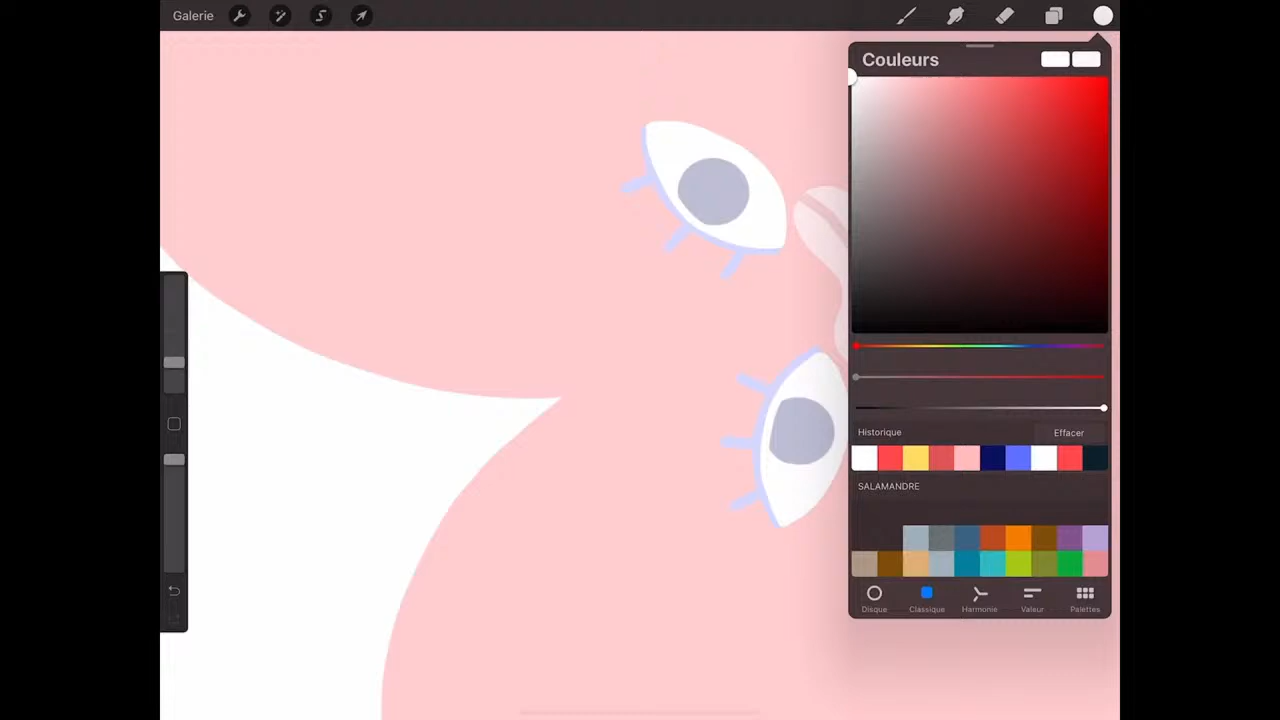 Galerie
Couleurs
Historique
Effacer
SALAMANDRE
Disque
Classique
Harmonie
Valeur
Palettes